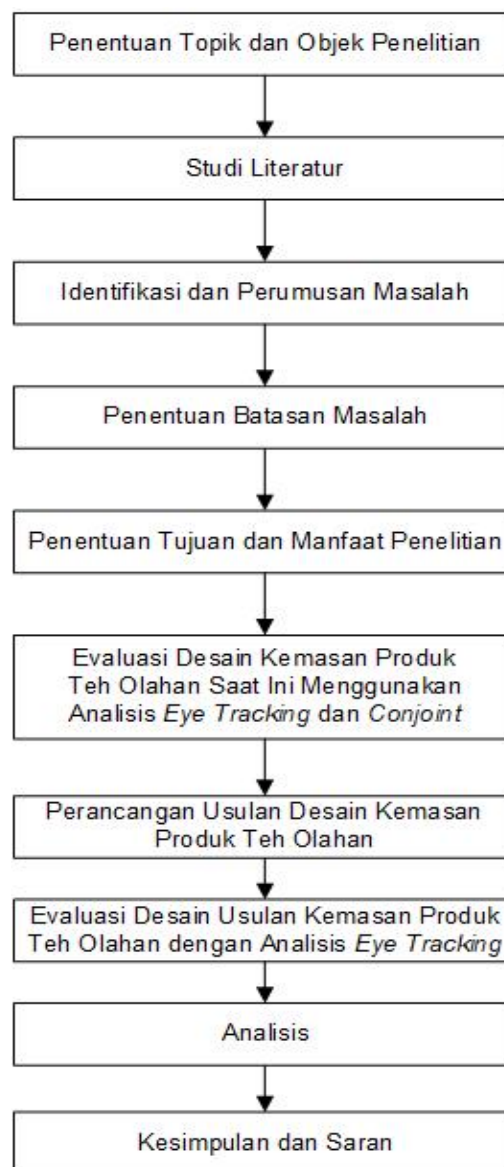 Penentuan Topik dan Objek Penelitian
Studi Literatur
Identifikasi dan Perumusan Masalah
Penentuan Batasan Masalah
Penentuan Tujuan dan Manfaat Penelitian
Evaluasi Desain Kemasan Produk
Teh Olahan Saat Ini Menggunakan
Analisis Eye Tracking dan Conjoint
Perancangan Usulan Desain Kemasan
Produk Teh Olahan
Evaluasi Desain Usulan Kemasan Produk
Teh Olahan dengan Analisis Eye Tracking
Analisis
Kesimpulan dan Saran